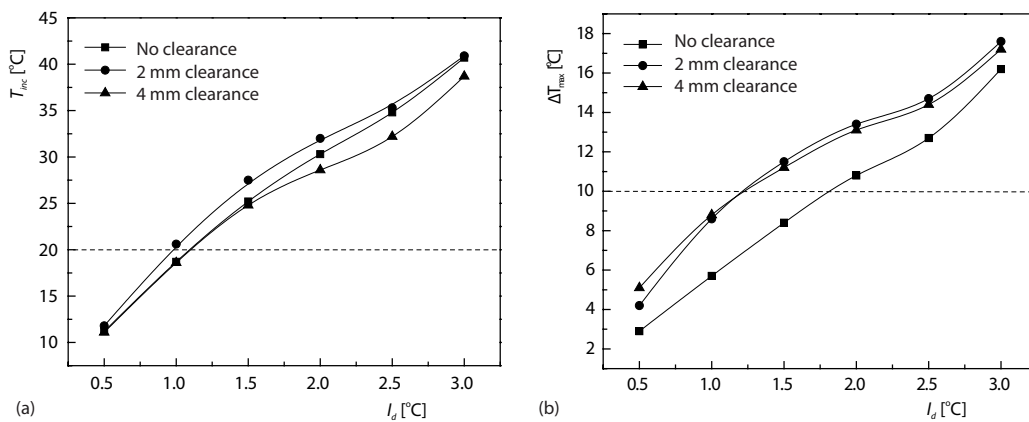 45
40
35
30
25
20
15
10
T_inc [°C]
No clearance
2 mm clearance
4 mm clearance
0.5 1.0 1.5 2.0 2.5 3.0
(a)
I_d [°C]
18
16
14
12
10
8
6
4
2
ΔT_max [°C]
No clearance
2 mm clearance
4 mm clearance
0.5 1.0 1.5 2.0 2.5 3.0
(b)
I_d [°C]